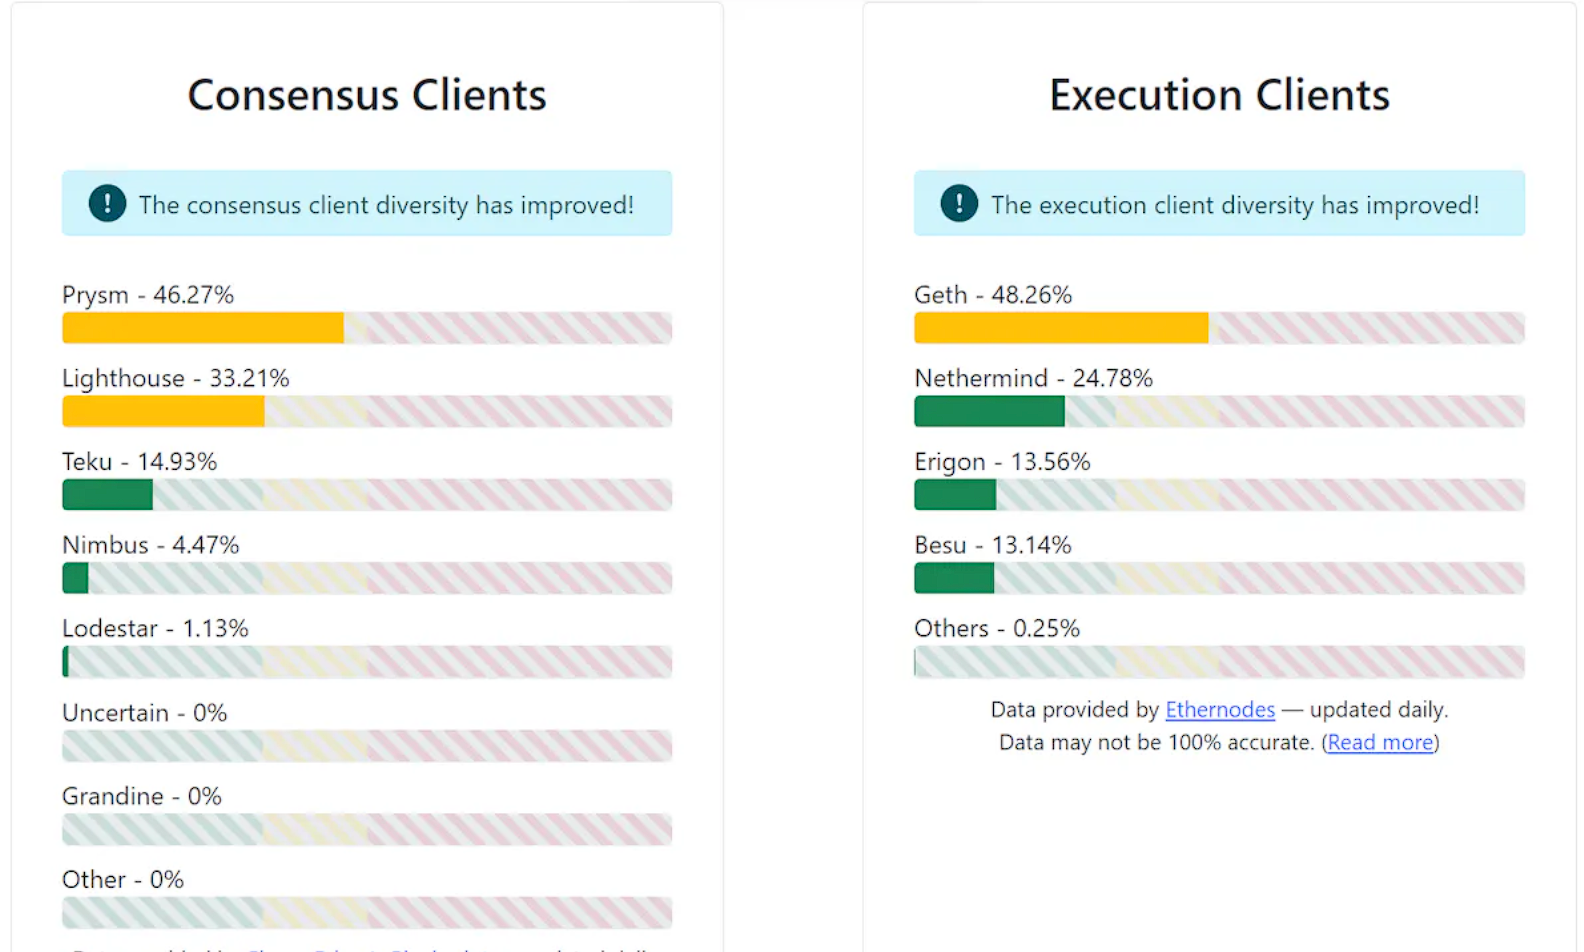 Consensus Clients
The consensus client diversity has improved!
Prysm - 46.27%
Lighthouse - 33.21%
Teku - 14.93%
Nimbus - 4.47%
Lodestar - 1.13%
Uncertain - 0%
Grandine - 0%
Other - 0%
Execution Clients
The execution client diversity has improved!
Geth - 48.26%
Nethermind - 24.78%
Erigon - 13.56%
Besu - 13.14%
Others - 0.25%
Data provided by Ethernodes — updated daily.
Data may not be 100% accurate. (Read more)